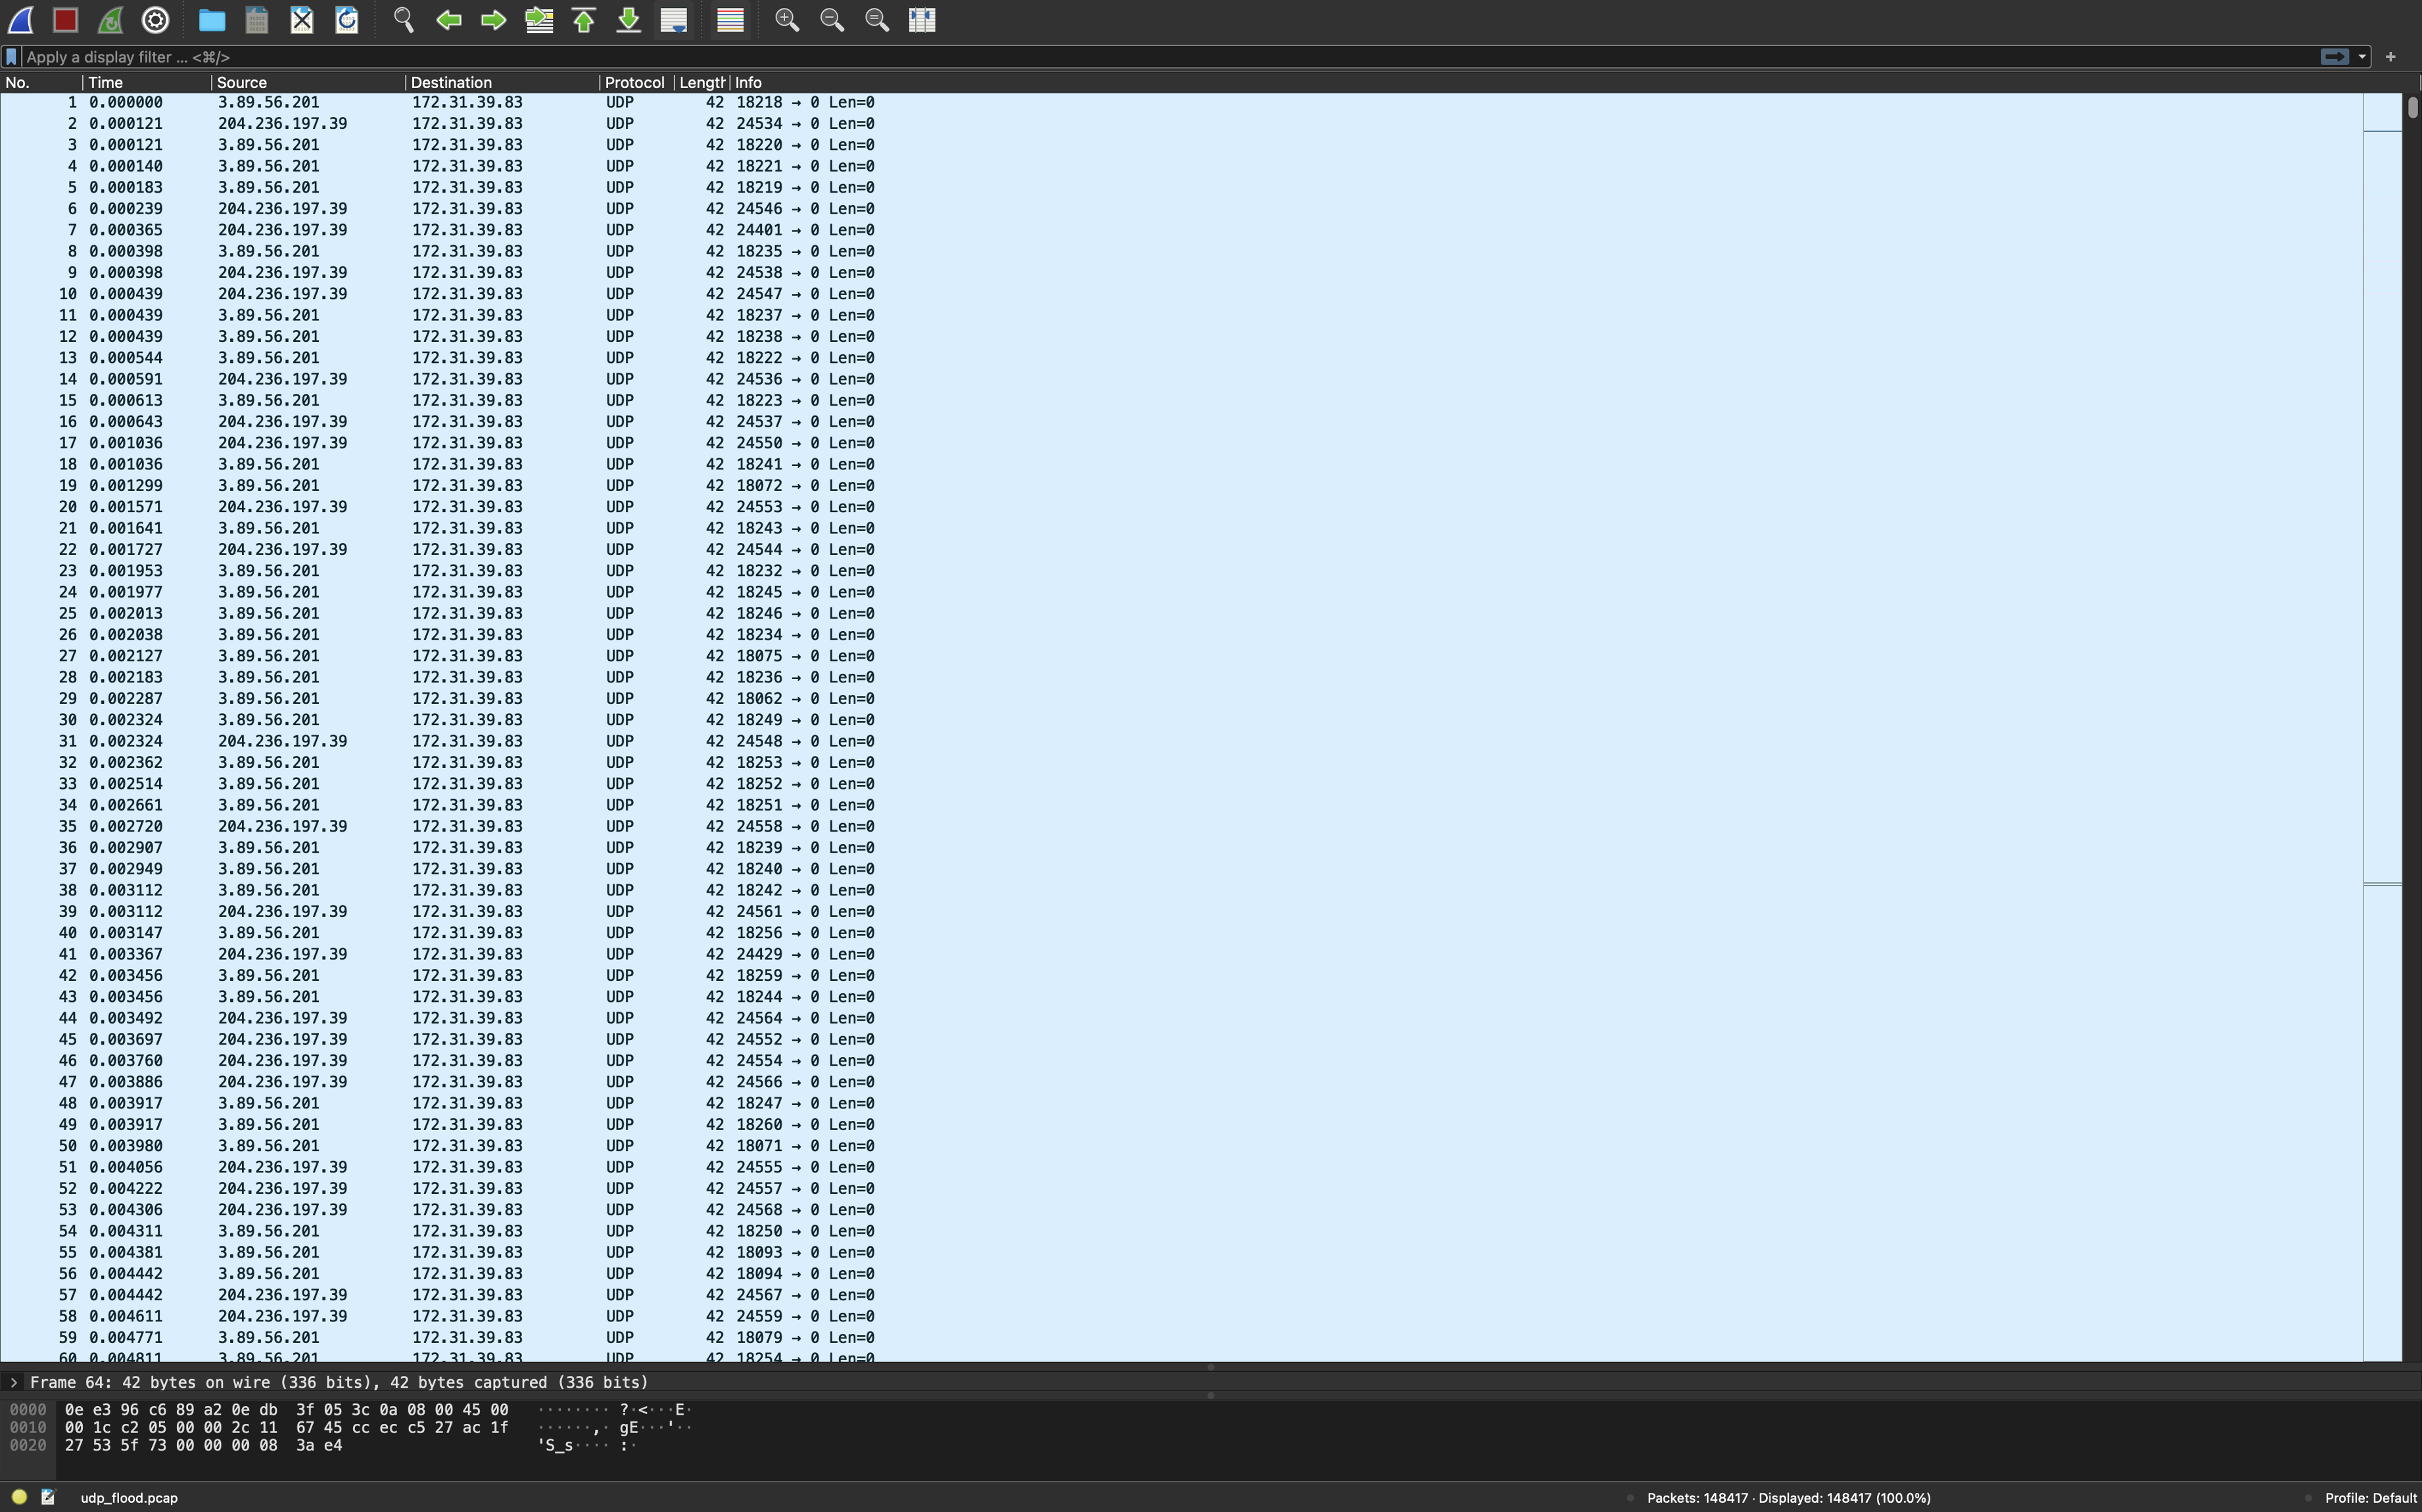 Apply a display filter ... <⌘/>
No. Time Source Destination Protocol Length Info
1 0.000000 3.89.56.201 172.31.39.83 UDP 42 18218 → 0 Len=0
2 0.000121 204.236.197.39 172.31.39.83 UDP 42 24534 → 0 Len=0
3 0.000121 3.89.56.201 172.31.39.83 UDP 42 18220 → 0 Len=0
4 0.000140 3.89.56.201 172.31.39.83 UDP 42 18221 → 0 Len=0
5 0.000183 3.89.56.201 172.31.39.83 UDP 42 18219 → 0 Len=0
6 0.000239 204.236.197.39 172.31.39.83 UDP 42 24546 → 0 Len=0
7 0.000365 204.236.197.39 172.31.39.83 UDP 42 24401 → 0 Len=0
8 0.000398 3.89.56.201 172.31.39.83 UDP 42 18235 → 0 Len=0
9 0.000398 204.236.197.39 172.31.39.83 UDP 42 24538 → 0 Len=0
10 0.000439 204.236.197.39 172.31.39.83 UDP 42 24547 → 0 Len=0
11 0.000439 3.89.56.201 172.31.39.83 UDP 42 18237 → 0 Len=0
12 0.000439 3.89.56.201 172.31.39.83 UDP 42 18238 → 0 Len=0
13 0.000544 3.89.56.201 172.31.39.83 UDP 42 18222 → 0 Len=0
14 0.000591 204.236.197.39 172.31.39.83 UDP 42 24536 → 0 Len=0
15 0.000613 3.89.56.201 172.31.39.83 UDP 42 18223 → 0 Len=0
16 0.000643 204.236.197.39 172.31.39.83 UDP 42 24537 → 0 Len=0
17 0.001036 204.236.197.39 172.31.39.83 UDP 42 24550 → 0 Len=0
18 0.001036 3.89.56.201 172.31.39.83 UDP 42 18241 → 0 Len=0
19 0.001299 3.89.56.201 172.31.39.83 UDP 42 18072 → 0 Len=0
20 0.001571 204.236.197.39 172.31.39.83 UDP 42 24553 → 0 Len=0
21 0.001641 3.89.56.201 172.31.39.83 UDP 42 18243 → 0 Len=0
22 0.001727 204.236.197.39 172.31.39.83 UDP 42 24544 → 0 Len=0
23 0.001953 3.89.56.201 172.31.39.83 UDP 42 18232 → 0 Len=0
24 0.001977 3.89.56.201 172.31.39.83 UDP 42 18245 → 0 Len=0
25 0.002013 3.89.56.201 172.31.39.83 UDP 42 18246 → 0 Len=0
26 0.002038 3.89.56.201 172.31.39.83 UDP 42 18234 → 0 Len=0
27 0.002127 3.89.56.201 172.31.39.83 UDP 42 18075 → 0 Len=0
28 0.002183 3.89.56.201 172.31.39.83 UDP 42 18236 → 0 Len=0
29 0.002287 3.89.56.201 172.31.39.83 UDP 42 18062 → 0 Len=0
30 0.002324 3.89.56.201 172.31.39.83 UDP 42 18249 → 0 Len=0
31 0.002324 204.236.197.39 172.31.39.83 UDP 42 24548 → 0 Len=0
32 0.002362 3.89.56.201 172.31.39.83 UDP 42 18253 → 0 Len=0
33 0.002514 3.89.56.201 172.31.39.83 UDP 42 18252 → 0 Len=0
34 0.002661 3.89.56.201 172.31.39.83 UDP 42 18251 → 0 Len=0
35 0.002720 204.236.197.39 172.31.39.83 UDP 42 24558 → 0 Len=0
36 0.002907 3.89.56.201 172.31.39.83 UDP 42 18239 → 0 Len=0
37 0.002949 3.89.56.201 172.31.39.83 UDP 42 18240 → 0 Len=0
38 0.003112 3.89.56.201 172.31.39.83 UDP 42 18242 → 0 Len=0
39 0.003112 204.236.197.39 172.31.39.83 UDP 42 24561 → 0 Len=0
40 0.003147 3.89.56.201 172.31.39.83 UDP 42 18256 → 0 Len=0
41 0.003367 204.236.197.39 172.31.39.83 UDP 42 24429 → 0 Len=0
42 0.003456 3.89.56.201 172.31.39.83 UDP 42 18259 → 0 Len=0
43 0.003456 3.89.56.201 172.31.39.83 UDP 42 18244 → 0 Len=0
44 0.003492 204.236.197.39 172.31.39.83 UDP 42 24564 → 0 Len=0
45 0.003697 204.236.197.39 172.31.39.83 UDP 42 24552 → 0 Len=0
46 0.003760 204.236.197.39 172.31.39.83 UDP 42 24554 → 0 Len=0
47 0.003886 204.236.197.39 172.31.39.83 UDP 42 24566 → 0 Len=0
48 0.003917 3.89.56.201 172.31.39.83 UDP 42 18247 → 0 Len=0
49 0.003917 3.89.56.201 172.31.39.83 UDP 42 18260 → 0 Len=0
50 0.003980 3.89.56.201 172.31.39.83 UDP 42 18071 → 0 Len=0
51 0.004056 204.236.197.39 172.31.39.83 UDP 42 24555 → 0 Len=0
52 0.004222 204.236.197.39 172.31.39.83 UDP 42 24557 → 0 Len=0
53 0.004306 204.236.197.39 172.31.39.83 UDP 42 24568 → 0 Len=0
54 0.004311 3.89.56.201 172.31.39.83 UDP 42 18250 → 0 Len=0
55 0.004381 3.89.56.201 172.31.39.83 UDP 42 18093 → 0 Len=0
56 0.004442 3.89.56.201 172.31.39.83 UDP 42 18094 → 0 Len=0
57 0.004442 204.236.197.39 172.31.39.83 UDP 42 24567 → 0 Len=0
58 0.004611 204.236.197.39 172.31.39.83 UDP 42 24559 → 0 Len=0
59 0.004771 3.89.56.201 172.31.39.83 UDP 42 18079 → 0 Len=0
60 0.004811 3.89.56.201 172.31.39.83 UDP 42 18254 → 0 Len=0
> Frame 64: 42 bytes on wire (336 bits), 42 bytes captured (336 bits)
0000 0e e3 96 c6 89 a2 0e db 3f 05 3c 0a 08 00 45 00 ········ ?·<···E·
0010 00 1c c2 05 00 00 2c 11 67 45 cc ec c5 27 ac 1f ······,· gE···'··
0020 27 53 5f 73 00 00 00 08 3a e4 'S_s···· :·
udp_flood.pcap Packets: 148417 · Displayed: 148417 (100.0%) Profile: Default